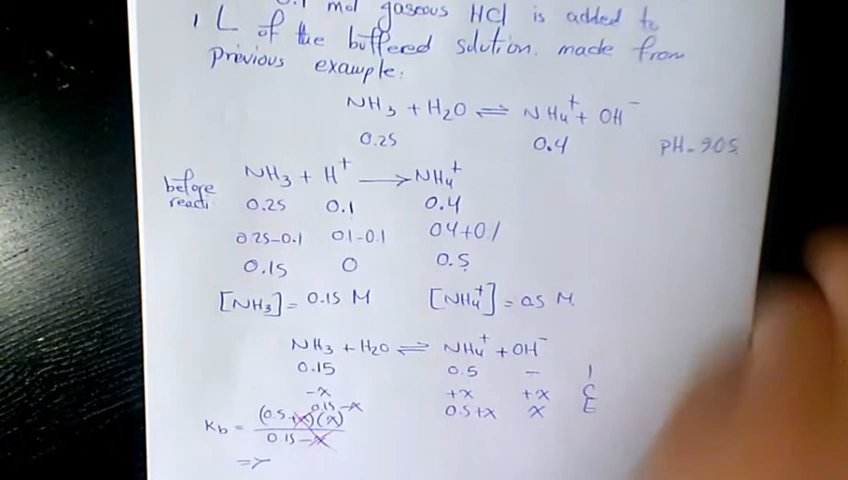 0.1 mol gaseous HCl is added to
1 L of the buffered solution. made from
previous example:
NH3 + H2O ⇌ NH4+ + OH-
0.25 0.4 PH= 9.05
NH3 + H+ → NH4+
before
reacti
0.25 0.1 0.4
0.25-0.1 0.1-0.1 0.4+0.1
0.15 0 0.5
[NH3]= 0.15 M [NH4+]= 0.5 M
NH3 + H2O ⇌ NH4+ + OH-
0.15 0.5 - I
-x +x +x C
0.15-x 0.5+x x E
Kb = (0.5+x)(x)
0.15-x
=>